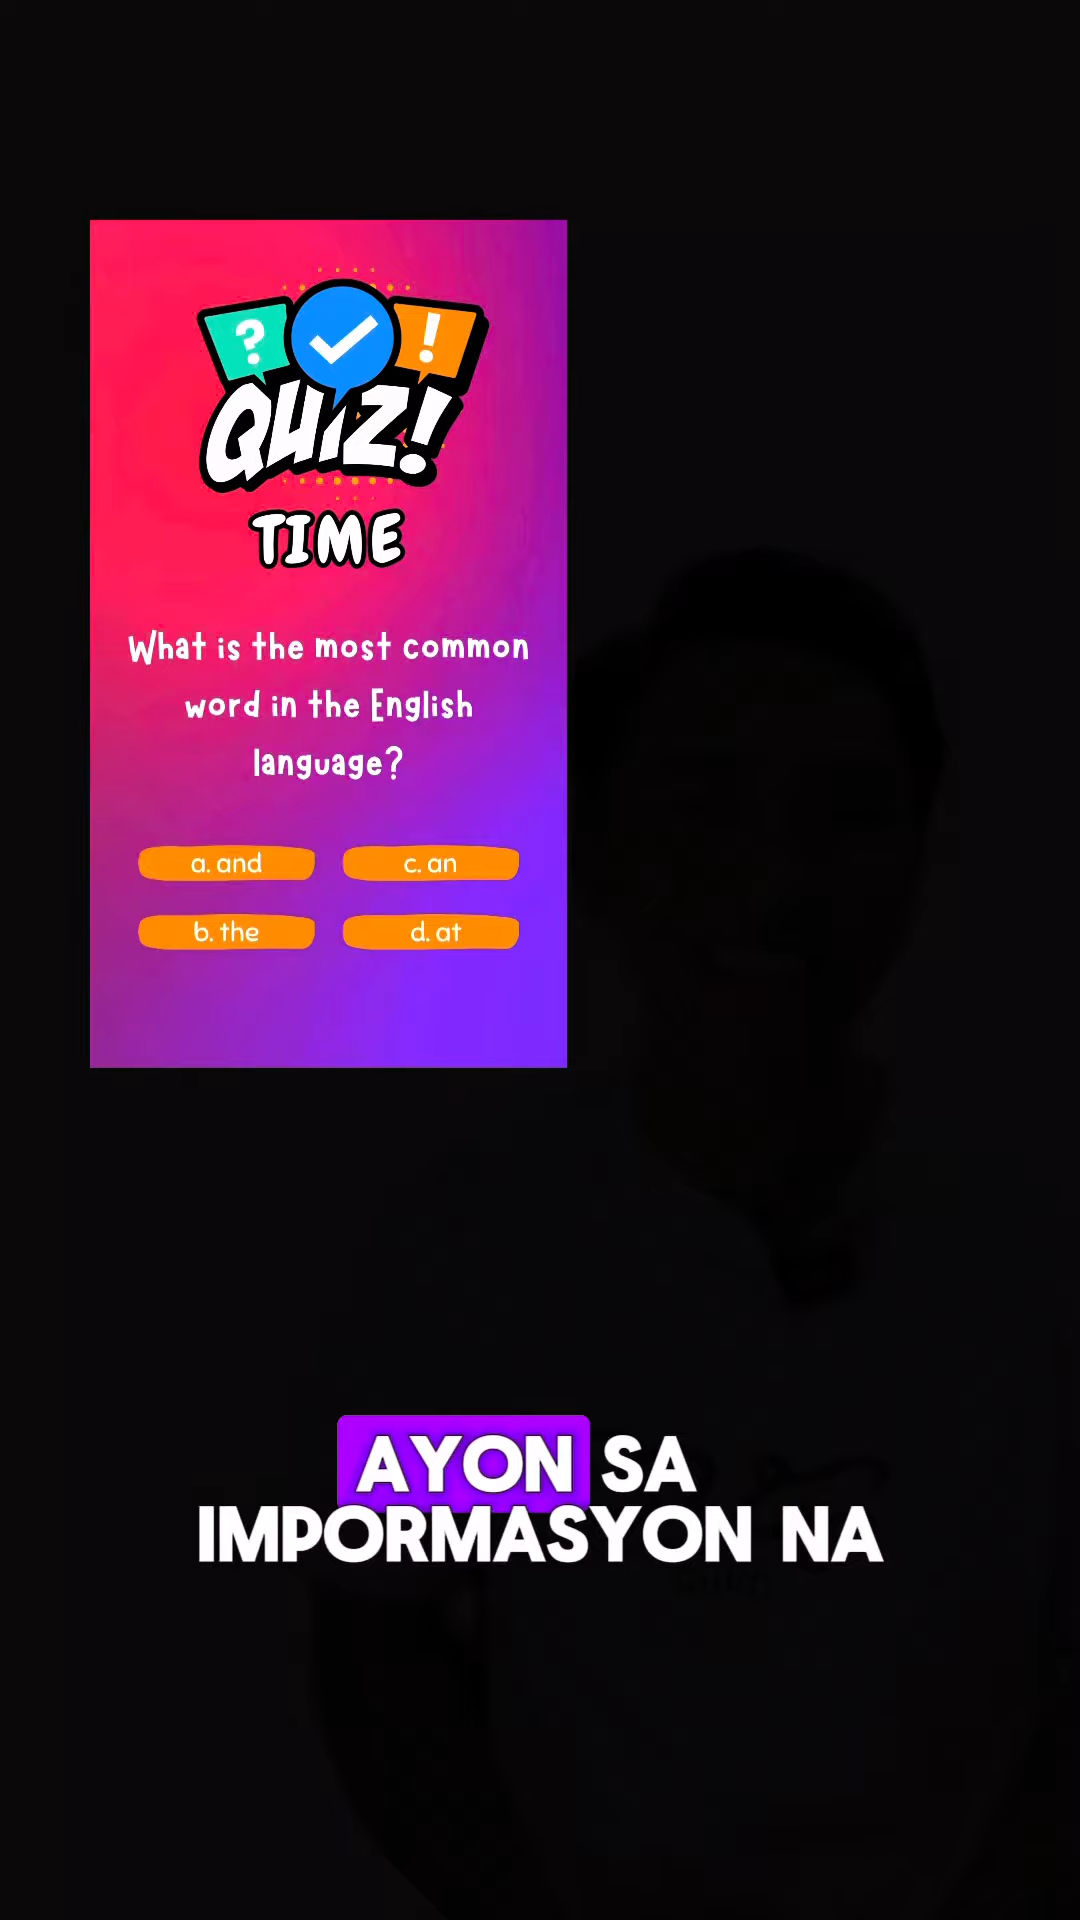 ? !
QUIZ!
TIME
What is the most common
word in the English
language?
a. and
c. an
b. the
d. at
AYON SA
IMPORMASYON NA